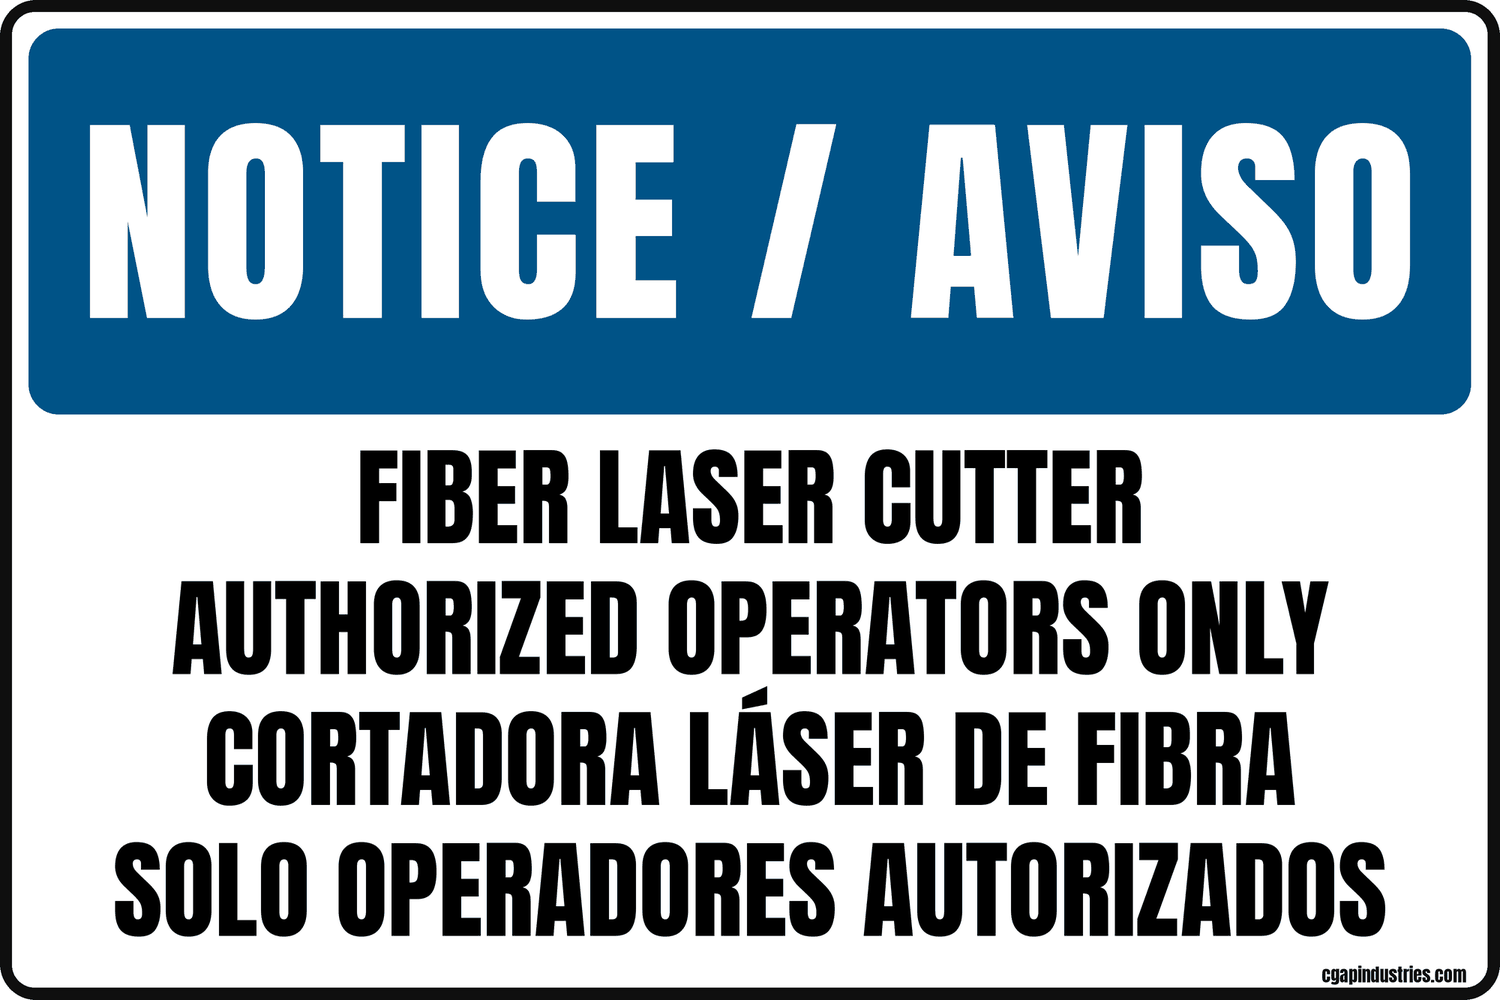 NOTICE / AVISO
FIBER LASER CUTTER
AUTHORIZED OPERATORS ONLY
CORTADORA LÁSER DE FIBRA
SOLO OPERADORES AUTORIZADOS
cgapindustries.com